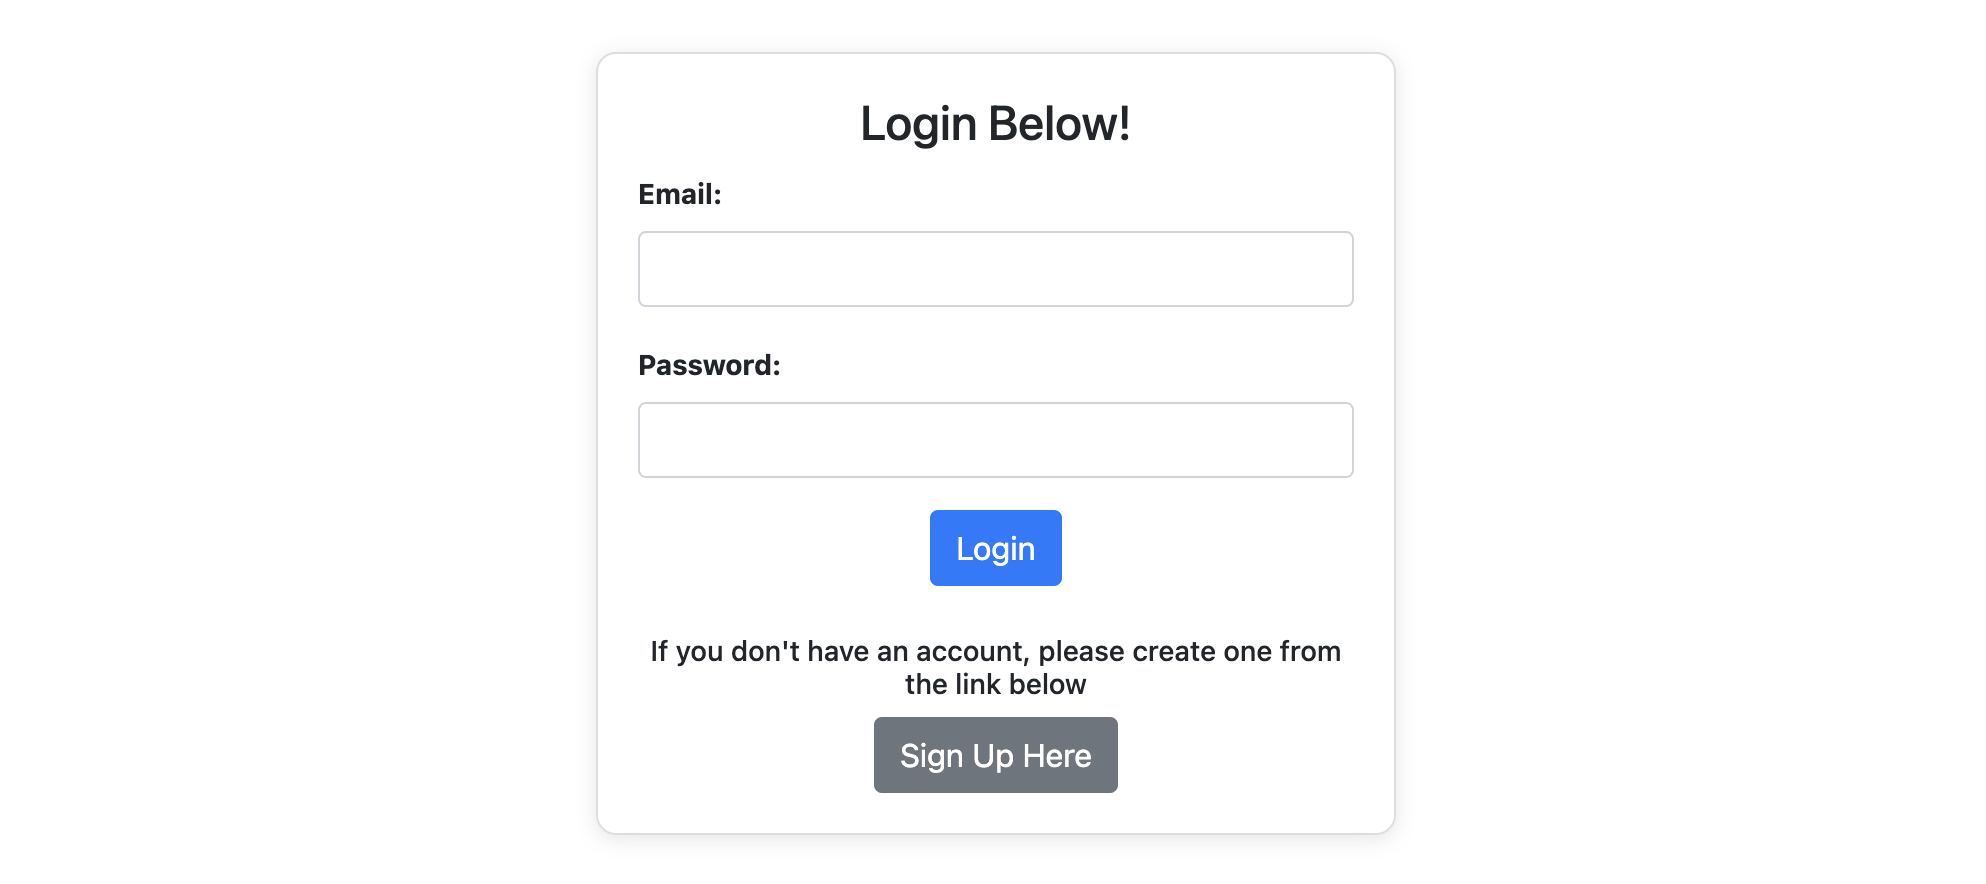 Login Below!
Email:
Password:
Login
If you don't have an account, please create one from
the link below
Sign Up Here